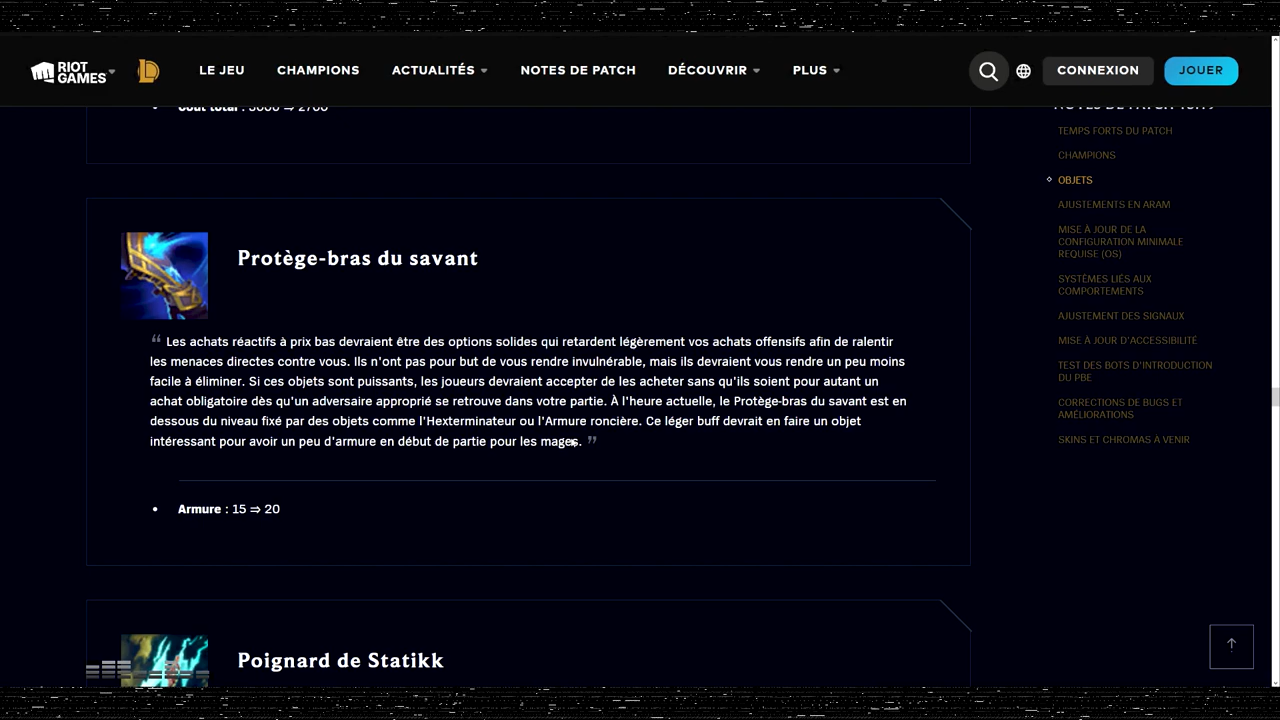 RIOT
GAMES
LE JEU
CHAMPIONS
ACTUALITÉS
NOTES DE PATCH
DÉCOUVRIR
PLUS
CONNEXION
JOUER
Coût total : 3000 ⇒ 2700
Protège-bras du savant
“ Les achats réactifs à prix bas devraient être des options solides qui retardent légèrement vos achats offensifs afin de ralentir
les menaces directes contre vous. Ils n'ont pas pour but de vous rendre invulnérable, mais ils devraient vous rendre un peu moins
facile à éliminer. Si ces objets sont puissants, les joueurs devraient accepter de les acheter sans qu'ils soient pour autant un
achat obligatoire dès qu'un adversaire approprié se retrouve dans votre partie. À l'heure actuelle, le Protège-bras du savant est en
dessous du niveau fixé par des objets comme l'Hexterminateur ou l'Armure roncière. Ce léger buff devrait en faire un objet
intéressant pour avoir un peu d'armure en début de partie pour les mages. ”
• Armure : 15 ⇒ 20
Poignard de Statikk
TEMPS FORTS DU PATCH
CHAMPIONS
OBJETS
AJUSTEMENTS EN ARAM
MISE À JOUR DE LA
CONFIGURATION MINIMALE
REQUISE (OS)
SYSTÈMES LIÉS AUX
COMPORTEMENTS
AJUSTEMENT DES SIGNAUX
MISE À JOUR D'ACCESSIBILITÉ
TEST DES BOTS D'INTRODUCTION
DU PBE
CORRECTIONS DE BUGS ET
AMÉLIORATIONS
SKINS ET CHROMAS À VENIR